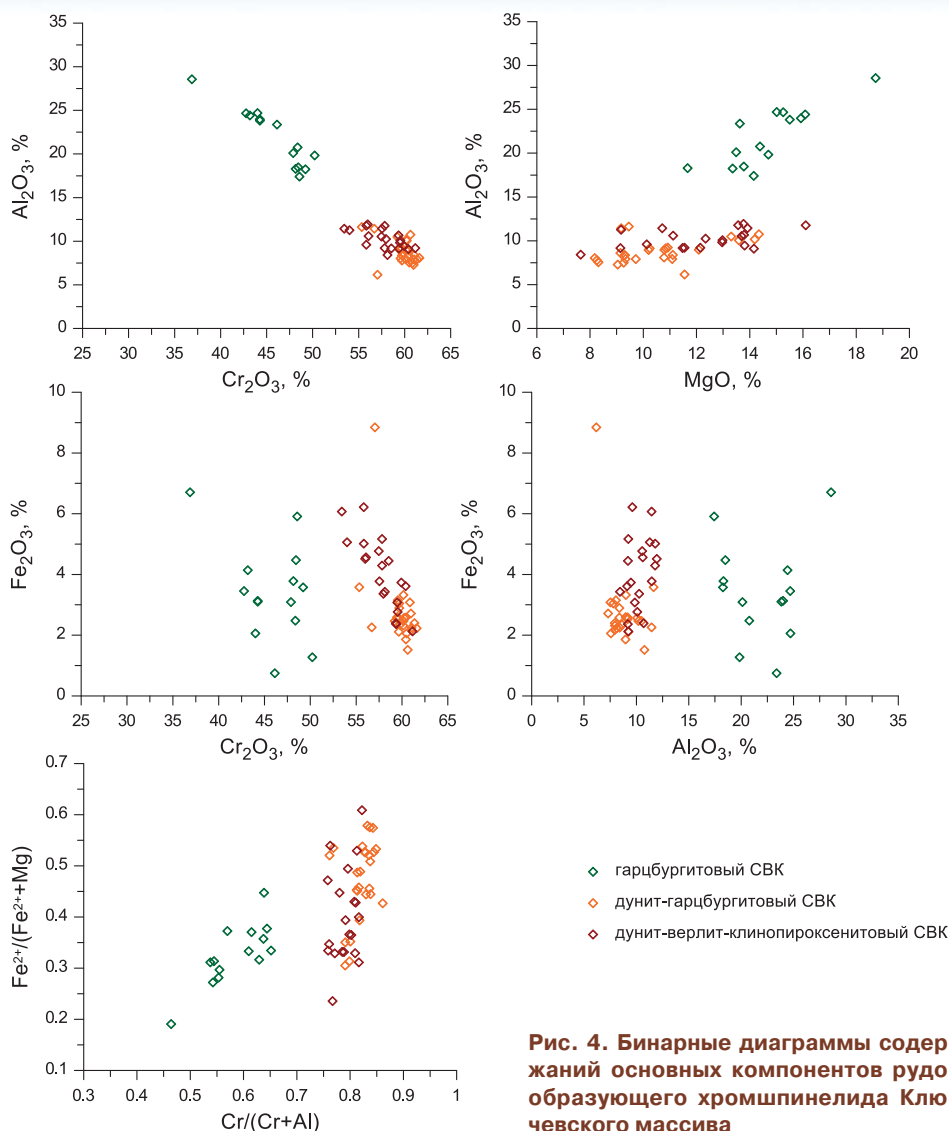 35
30
25
20
15
10
5
0
Al₂O₃, %
25 30 35 40 45 50 55 60 65
Cr₂O₃, %
35
30
25
20
15
10
5
0
Al₂O₃, %
6 8 10 12 14 16 18 20
MgO, %
10
8
6
4
2
0
Fe₂O₃, %
25 30 35 40 45 50 55 60 65
Cr₂O₃, %
10
8
6
4
2
0
Fe₂O₃, %
0 5 10 15 20 25 30 35
Al₂O₃, %
0.7
0.6
0.5
0.4
0.3
0.2
0.1
Fe²⁺/(Fe²⁺+Mg)
0.3 0.4 0.5 0.6 0.7 0.8 0.9 1
Cr/(Cr+Al)
гарцбургитовый СВК
дунит-гарцбургитовый СВК
дунит-верлит-клинопироксенитовый СВК
Рис. 4. Бинарные диаграммы содер
жаний основных компонентов рудо
образующего хромшпинелида Клю
чевского массива